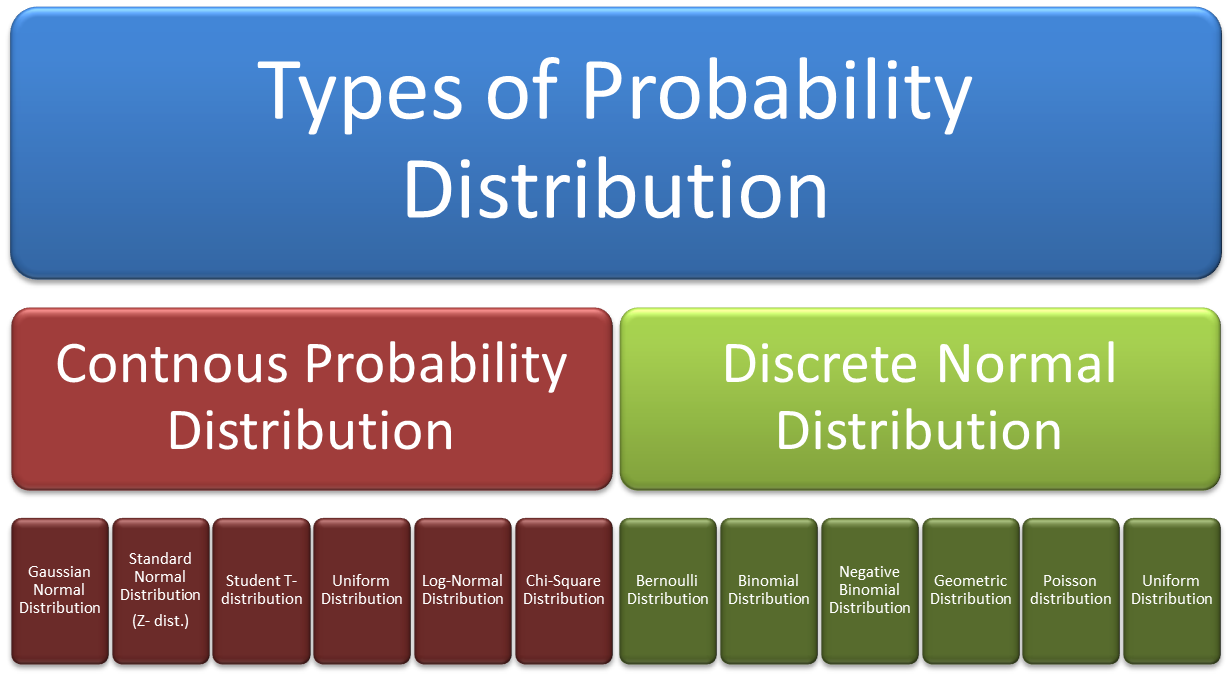 Types of Probability
Distribution
Contnous Probability
Distribution
Discrete Normal
Distribution
Gaussian
Normal
Distribution
Standard
Normal
Distribution
(Z- dist.)
Student T-
distribution
Uniform
Distribution
Log-Normal
Distribution
Chi-Square
Distribution
Bernoulli
Distribution
Binomial
Distribution
Negative
Binomial
Distribution
Geometric
Distribution
Poisson
distribution
Uniform
Distribution